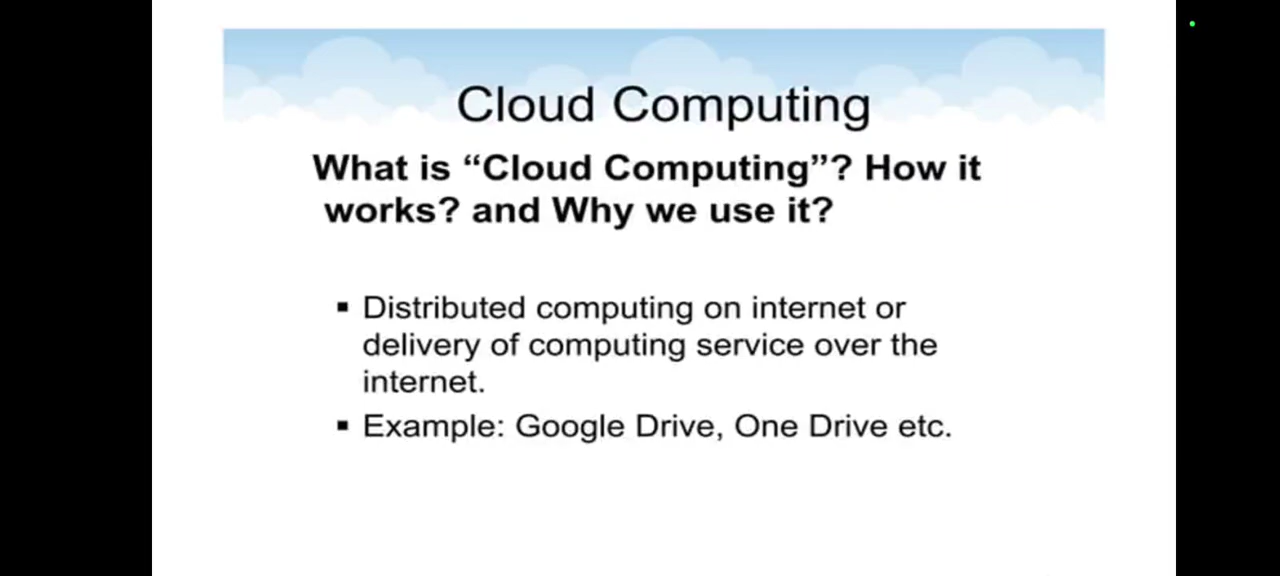 Cloud Computing
What is “Cloud Computing”? How it
works? and Why we use it?
▪ Distributed computing on internet or
delivery of computing service over the
internet.
▪ Example: Google Drive, One Drive etc.